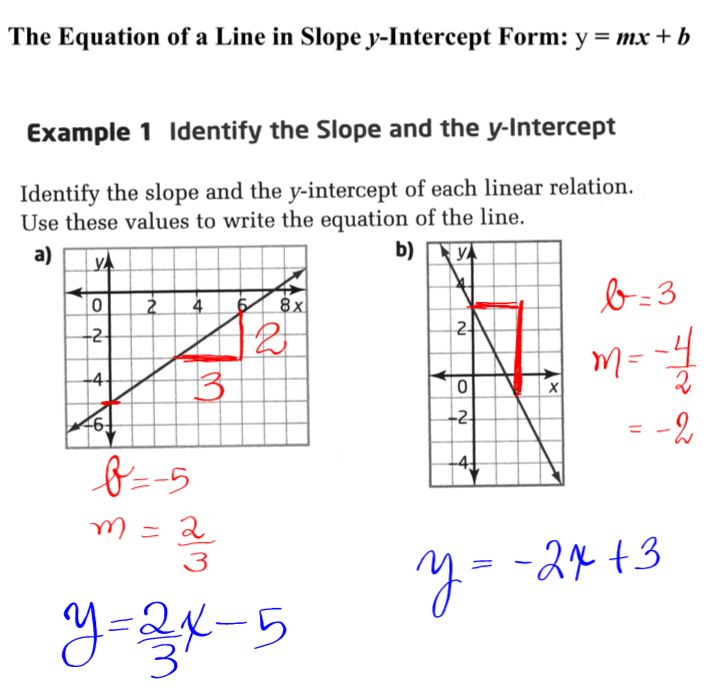 The Equation of a Line in Slope y-Intercept Form: y = mx + b
Example 1 Identify the Slope and the y-Intercept
Identify the slope and the y-intercept of each linear relation.
Use these values to write the equation of the line.
a)
y
0 2 4 6 8 x
-2
-4
-6
2
3
b = -5
m = 2/3
y = 2/3 x - 5
b)
y
4
2
0 x
-2
-4
b = 3
m = -4/2
= -2
y = -2x + 3